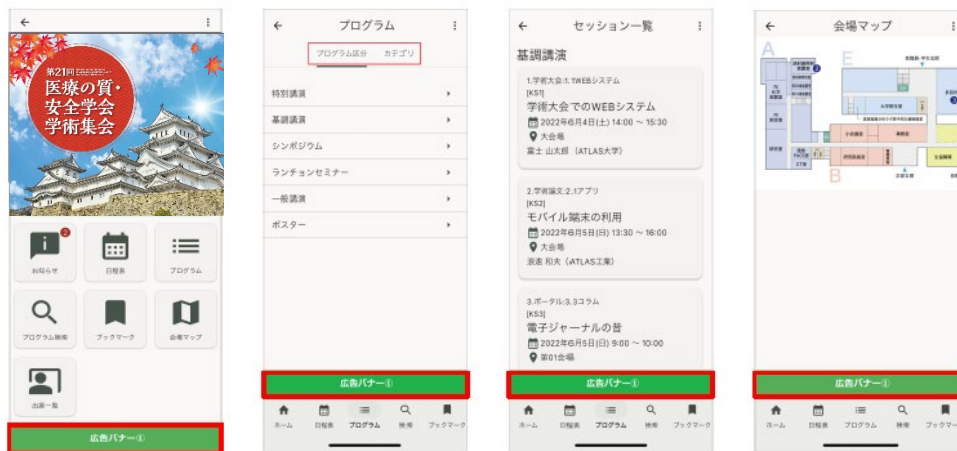 第21回
医療の質・
安全学会
学術集会
2
お知らせ
日程表
プログラム
プログラム検索
ブックマーク
会場マップ
出展一覧
広告バナー①
プログラム
プログラム区分 カテゴリ
特別講演
基調講演
シンポジウム
ランチョンセミナー
一般講演
ポスター
広告バナー①
ホーム 日程表 プログラム 検索 ブックマーク
セッション一覧
基調講演
1.学術大会:1.1WEBシステム
[KS1]
学術大会でのWEBシステム
2022年6月4日(土) 14:00 ～ 15:30
大会場
富士 山太郎 (ATLAS大学)
2.学術論文:2.1アプリ
[KS2]
モバイル端末の利用
2022年6月5日(日) 13:30 ～ 16:00
大会場
浪速 和夫 (ATLAS工業)
3.ポータル:3.3コラム
[KS3]
電子ジャーナルの昔
2022年6月5日(日) 9:00 ～ 10:00
第01会場
広告バナー①
ホーム 日程表 プログラム 検索 ブックマーク
会場マップ
A
E
B
広告バナー①
ホーム 日程表 プログラム 検索